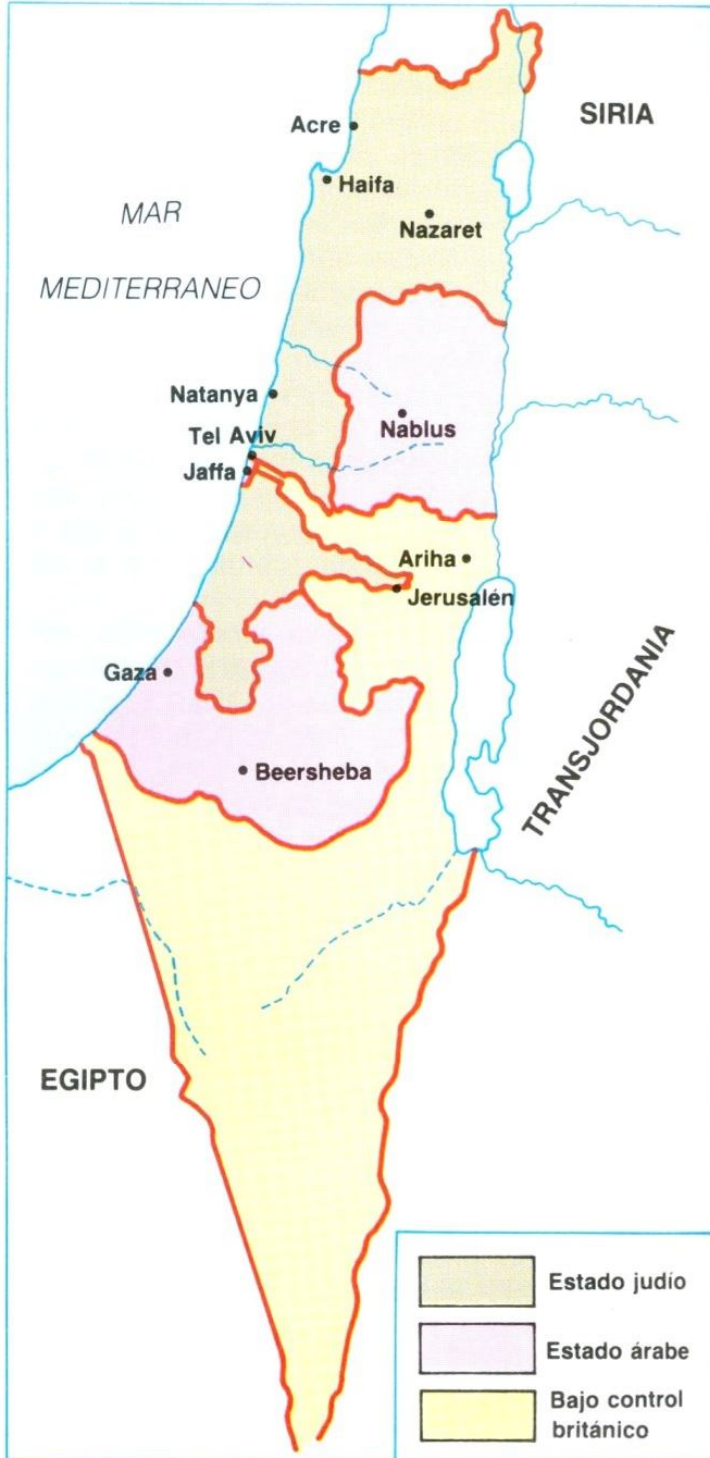 SIRIA
Acre
Haifa
MAR
Nazaret
MEDITERRANEO
Natanya
Nablus
Tel Aviv
Jaffa
Ariha
Jerusalén
Gaza
TRANSJORDANIA
Beersheba
EGIPTO
Estado judío
Estado árabe
Bajo control
británico